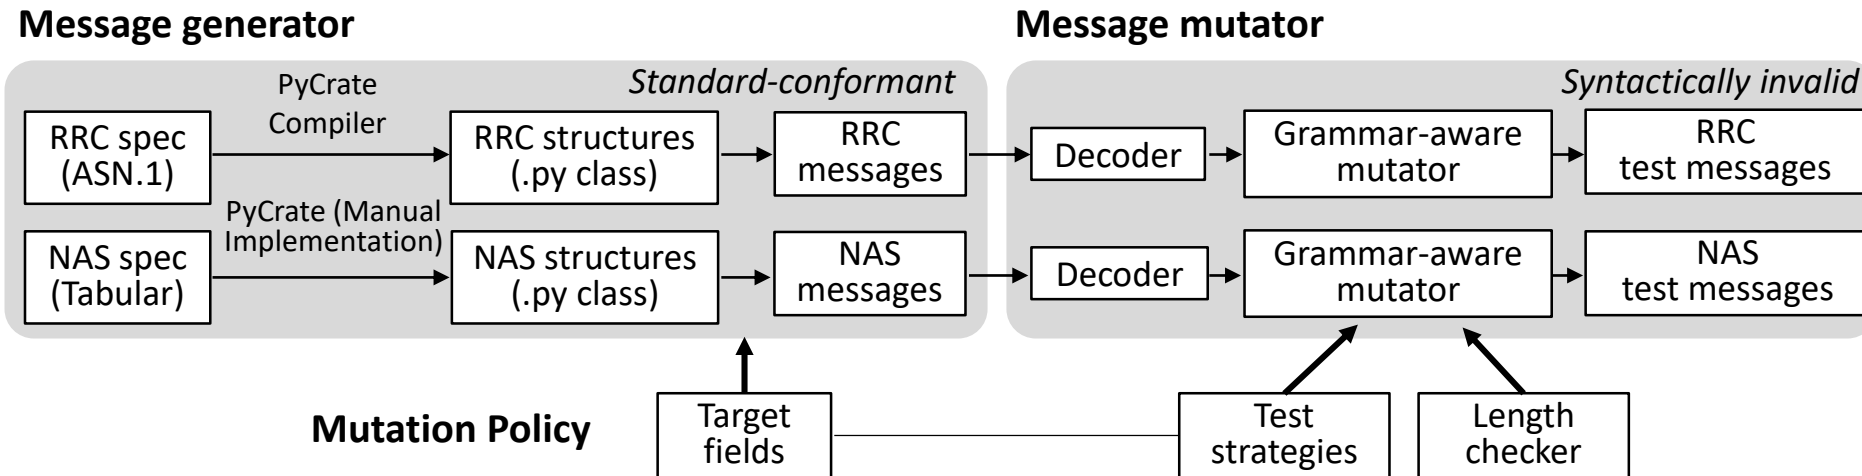 Message generator
Message mutator
PyCrate
Compiler
Standard-conformant
Syntactically invalid
RRC spec
(ASN.1)
RRC structures
(.py class)
RRC
messages
Decoder
Grammar-aware
mutator
RRC
test messages
PyCrate (Manual
Implementation)
NAS spec
(Tabular)
NAS structures
(.py class)
NAS
messages
Decoder
Grammar-aware
mutator
NAS
test messages
Mutation Policy
Target
fields
Test
strategies
Length
checker